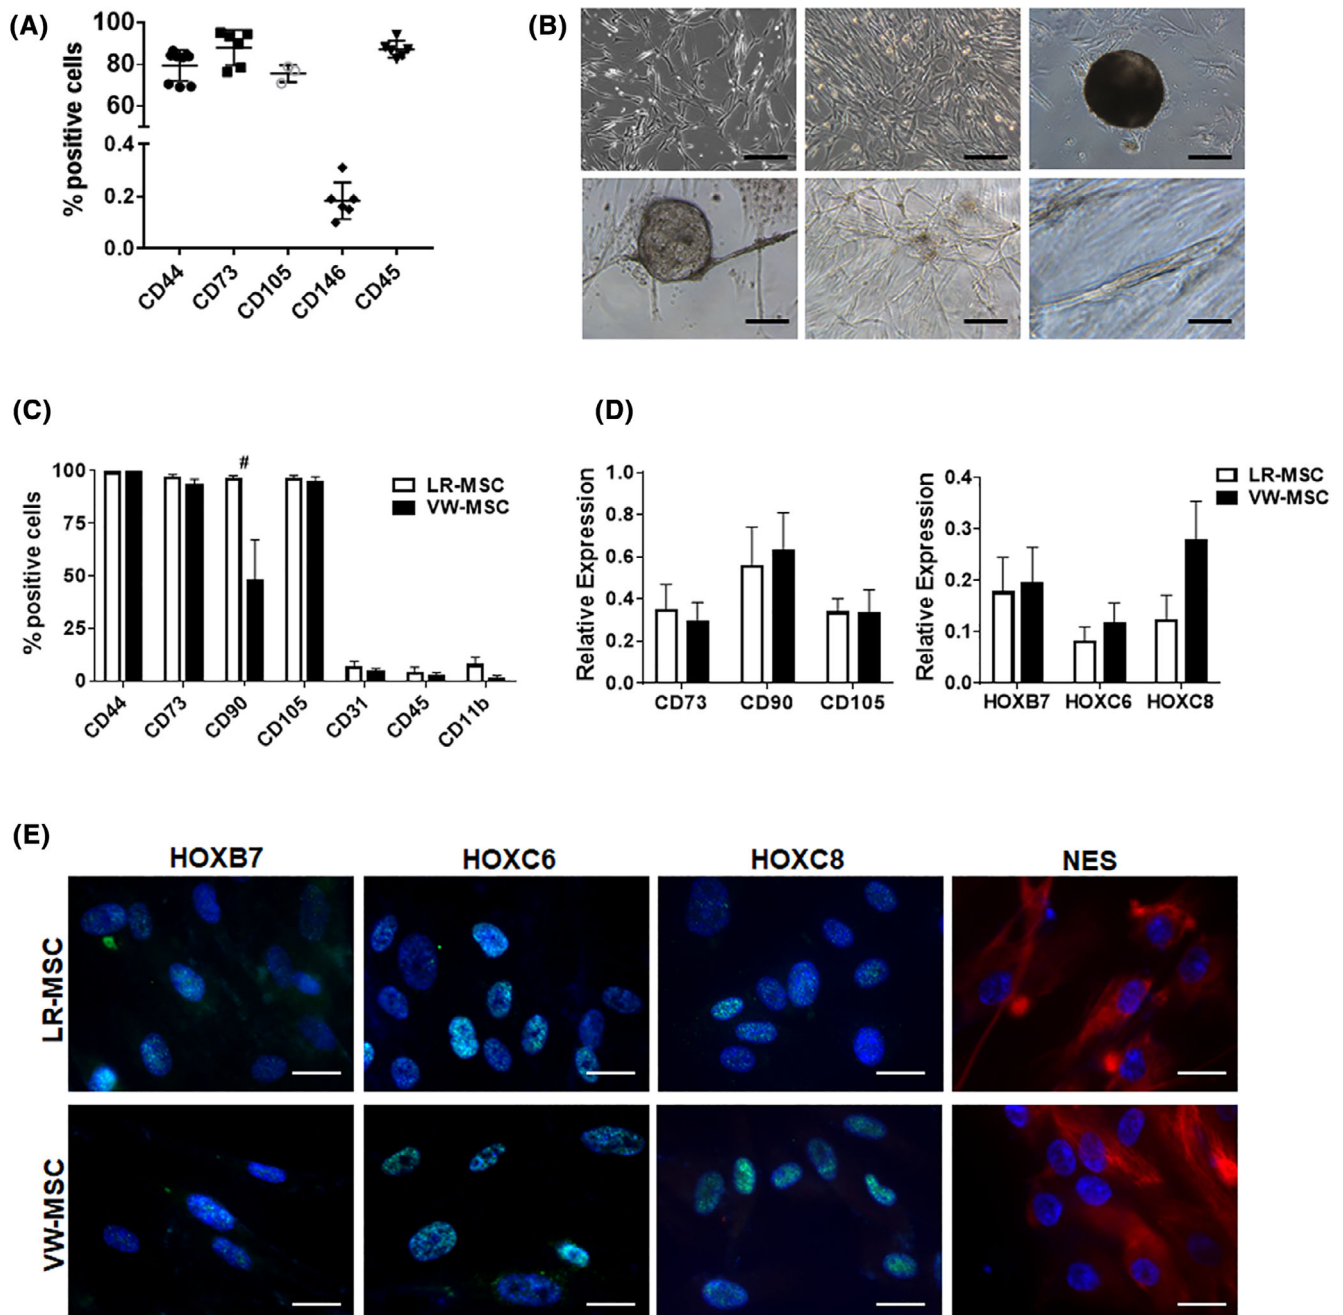 (A)
% positive cells
100
80
60
0.4
0.2
0.0
CD44
CD73
CD105
CD146
CD45
(B)
(C)
% positive cells
100
75
50
25
0
#
LR-MSC
VW-MSC
CD44
CD73
CD90
CD105
CD31
CD45
CD11b
(D)
Relative Expression
1.0
0.8
0.6
0.4
0.2
0.0
CD73
CD90
CD105
Relative Expression
0.4
0.3
0.2
0.1
0.0
HOXB7
HOXC6
HOXC8
LR-MSC
VW-MSC
(E)
HOXB7
HOXC6
HOXC8
NES
LR-MSC
VW-MSC